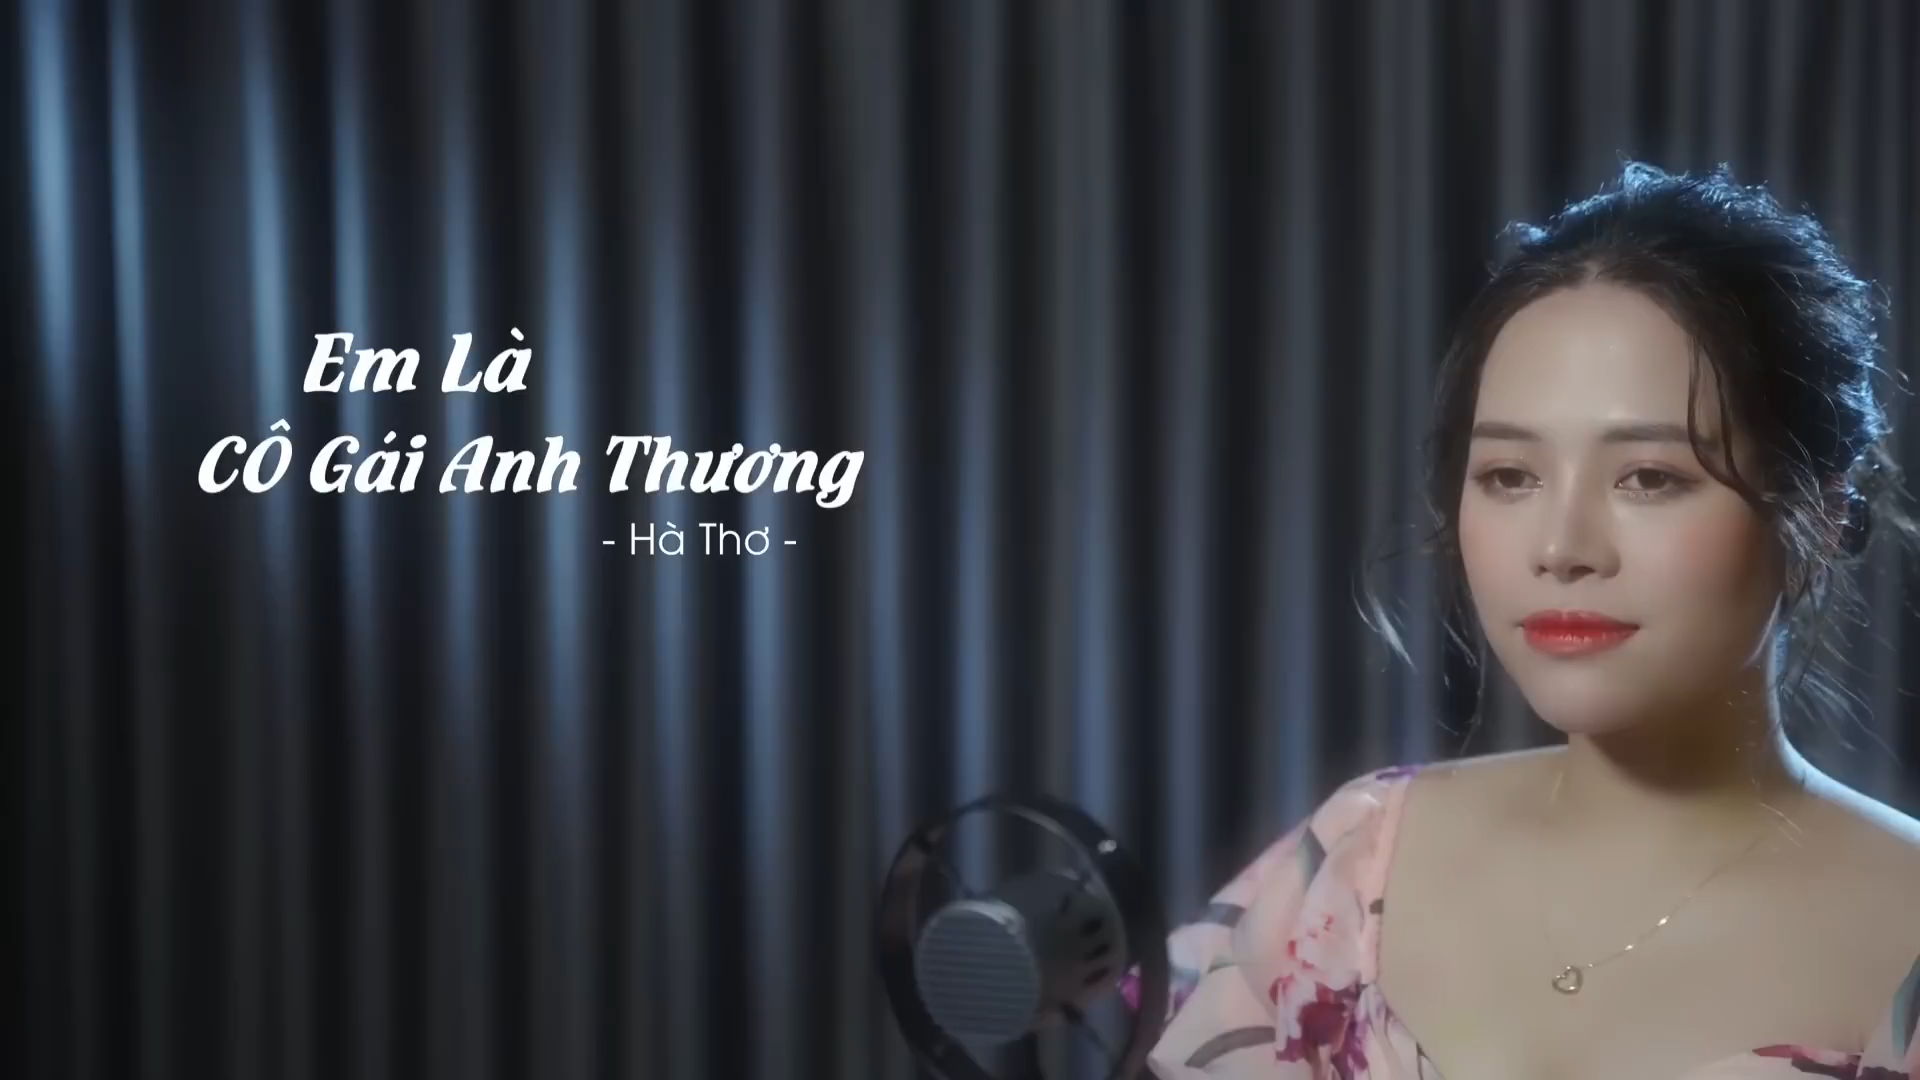 Em Là
CÔ Gái Anh Thương
- Hà Thơ -